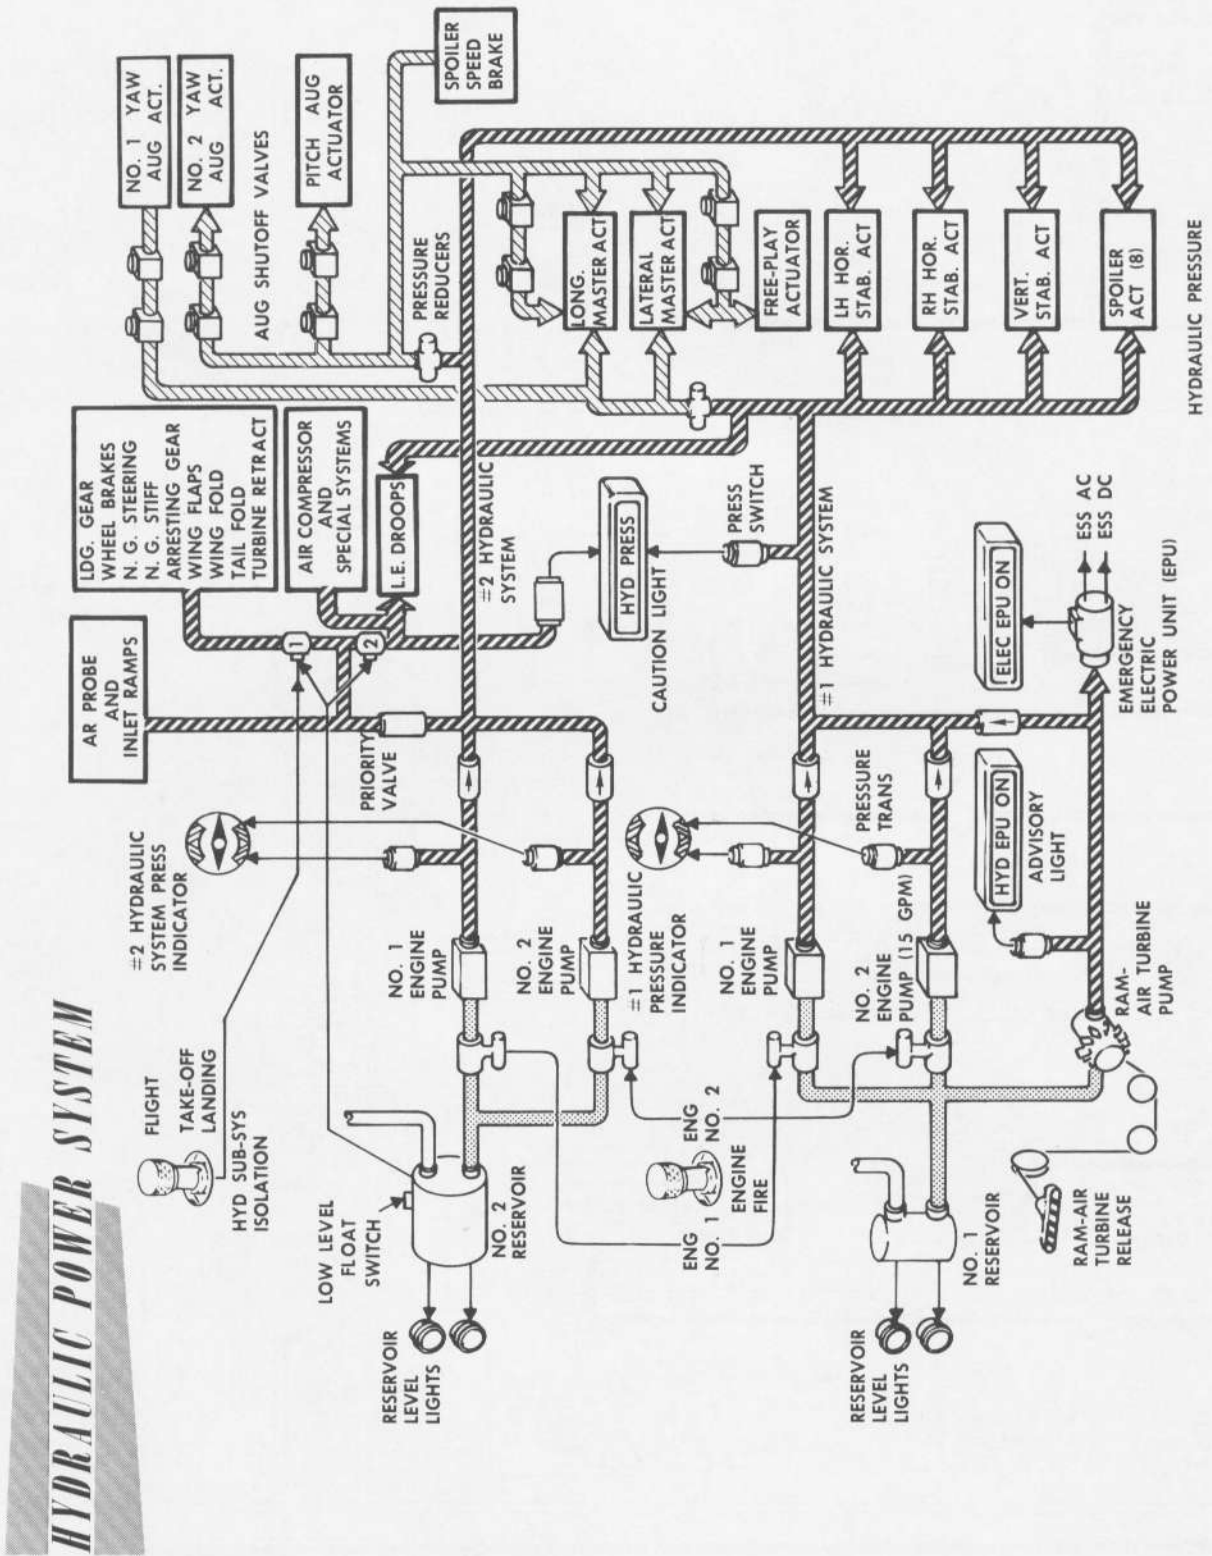 HYDRAULIC POWER SYSTEM
FLIGHT
TAKE-OFF
LANDING
HYD SUB-SYS
ISOLATION
#2 HYDRAULIC
SYSTEM PRESS
INDICATOR
AR PROBE
AND
INLET RAMPS
LDG. GEAR
WHEEL BRAKES
N. G. STEERING
N. G. STIFF
ARRESTING GEAR
WING FLAPS
WING FOLD
TAIL FOLD
TURBINE RETRACT
NO. 1 YAW
AUG ACT.
NO. 2 YAW
AUG ACT.
AUG SHUTOFF VALVES
PITCH AUG
ACTUATOR
SPOILER
SPEED
BRAKE
AIR COMPRESSOR
AND
SPECIAL SYSTEMS
L.E. DROOPS
1
2
PRIORITY
VALVE
PRESSURE
REDUCERS
LOW LEVEL
FLOAT
SWITCH
RESERVOIR
LEVEL
LIGHTS
NO. 2
RESERVOIR
NO. 1
ENGINE
PUMP
NO. 2
ENGINE
PUMP
#2 HYDRAULIC
SYSTEM
HYD PRESS
CAUTION LIGHT
PRESS
SWITCH
LONG.
MASTER ACT
LATERAL
MASTER ACT
FREE-PLAY
ACTUATOR
LH HOR.
STAB. ACT
RH HOR.
STAB. ACT
VERT.
STAB. ACT
SPOILER
ACT (8)
#1 HYDRAULIC
PRESSURE
INDICATOR
ENG
NO. 1
ENG
NO. 2
ENGINE
FIRE
NO. 1
ENGINE
PUMP
NO. 2
ENGINE
PUMP (15 GPM)
PRESSURE
TRANS
#1 HYDRAULIC SYSTEM
RESERVOIR
LEVEL
LIGHTS
NO. 1
RESERVOIR
RAM-AIR
TURBINE
RELEASE
RAM-
AIR TURBINE
PUMP
HYD EPU ON
ADVISORY
LIGHT
ELEC EPU ON
ESS AC
ESS DC
EMERGENCY
ELECTRIC
POWER UNIT (EPU)
HYDRAULIC PRESSURE